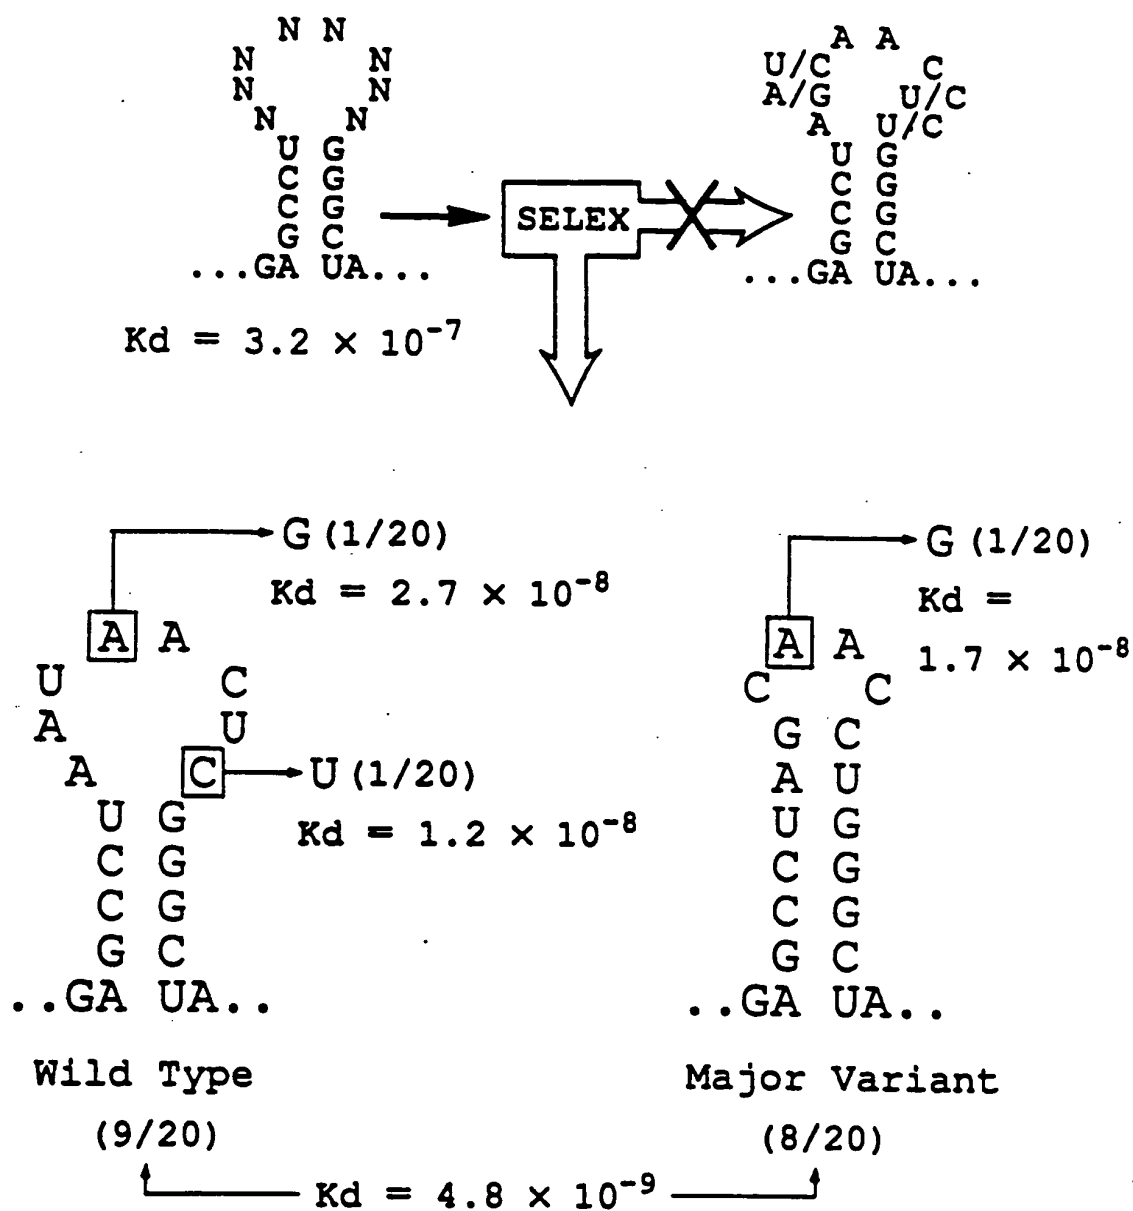 N N
N N
N N
N N
U G
C G
C G
G C
...GA UA...
Kd = 3.2 × 10⁻⁷
SELEX
A A
U/C C
A/G U/C C
A U/C
U G
C G
C G
G C
...GA UA...
G (1/20)
Kd = 2.7 × 10⁻⁸
A A
U C
A U
A C U (1/20)
Kd = 1.2 × 10⁻⁸
U G
C G
C G
G C
..GA UA..
Wild Type
(9/20)
G (1/20)
Kd =
1.7 × 10⁻⁸
A A
C C
G C
A U
U G
C G
C G
G C
..GA UA..
Major Variant
(8/20)
Kd = 4.8 × 10⁻⁹